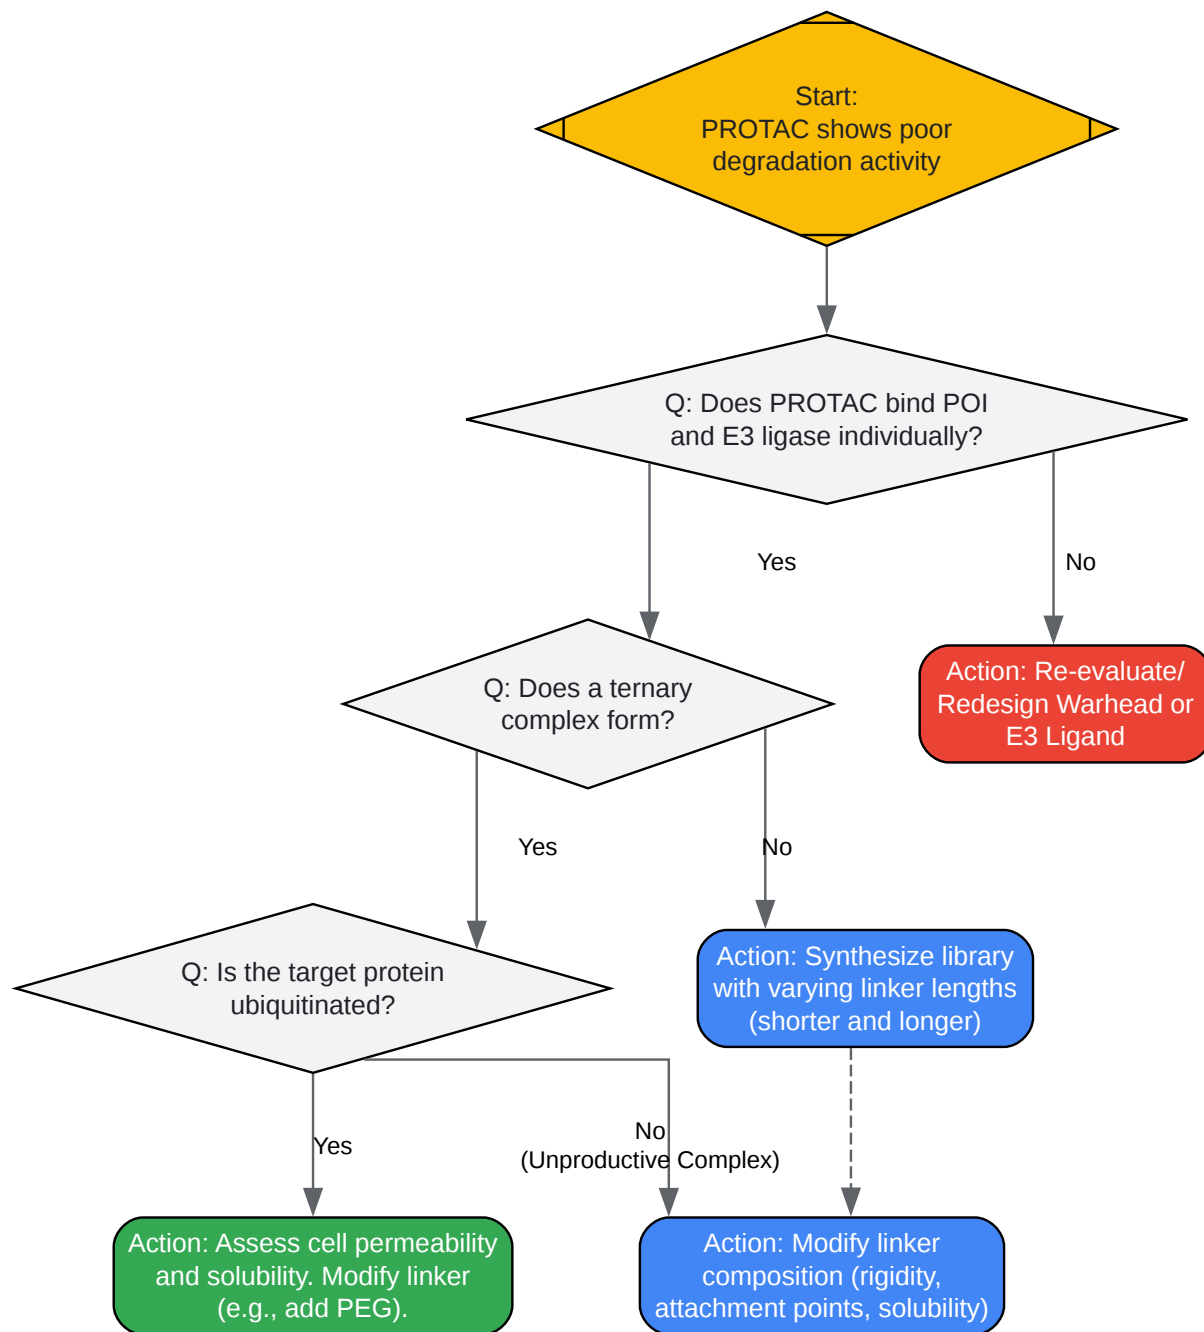 Start:
PROTAC shows poor
degradation activity
Q: Does PROTAC bind POI
and E3 ligase individually?
Yes
No
Q: Does a ternary
complex form?
Action: Re-evaluate/
Redesign Warhead or
E3 Ligand
Yes
No
Q: Is the target protein
ubiquitinated?
Action: Synthesize library
with varying linker lengths
(shorter and longer)
Yes
No
(Unproductive Complex)
Action: Assess cell permeability
and solubility. Modify linker
(e.g., add PEG).
Action: Modify linker
composition (rigidity,
attachment points, solubility)